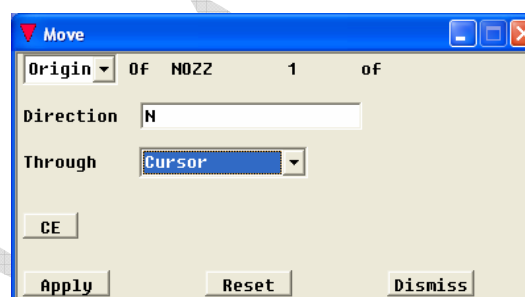 Move
Origin Of NOZZ 1 of
Direction N
Through Cursor
CE
Apply Reset Dismiss